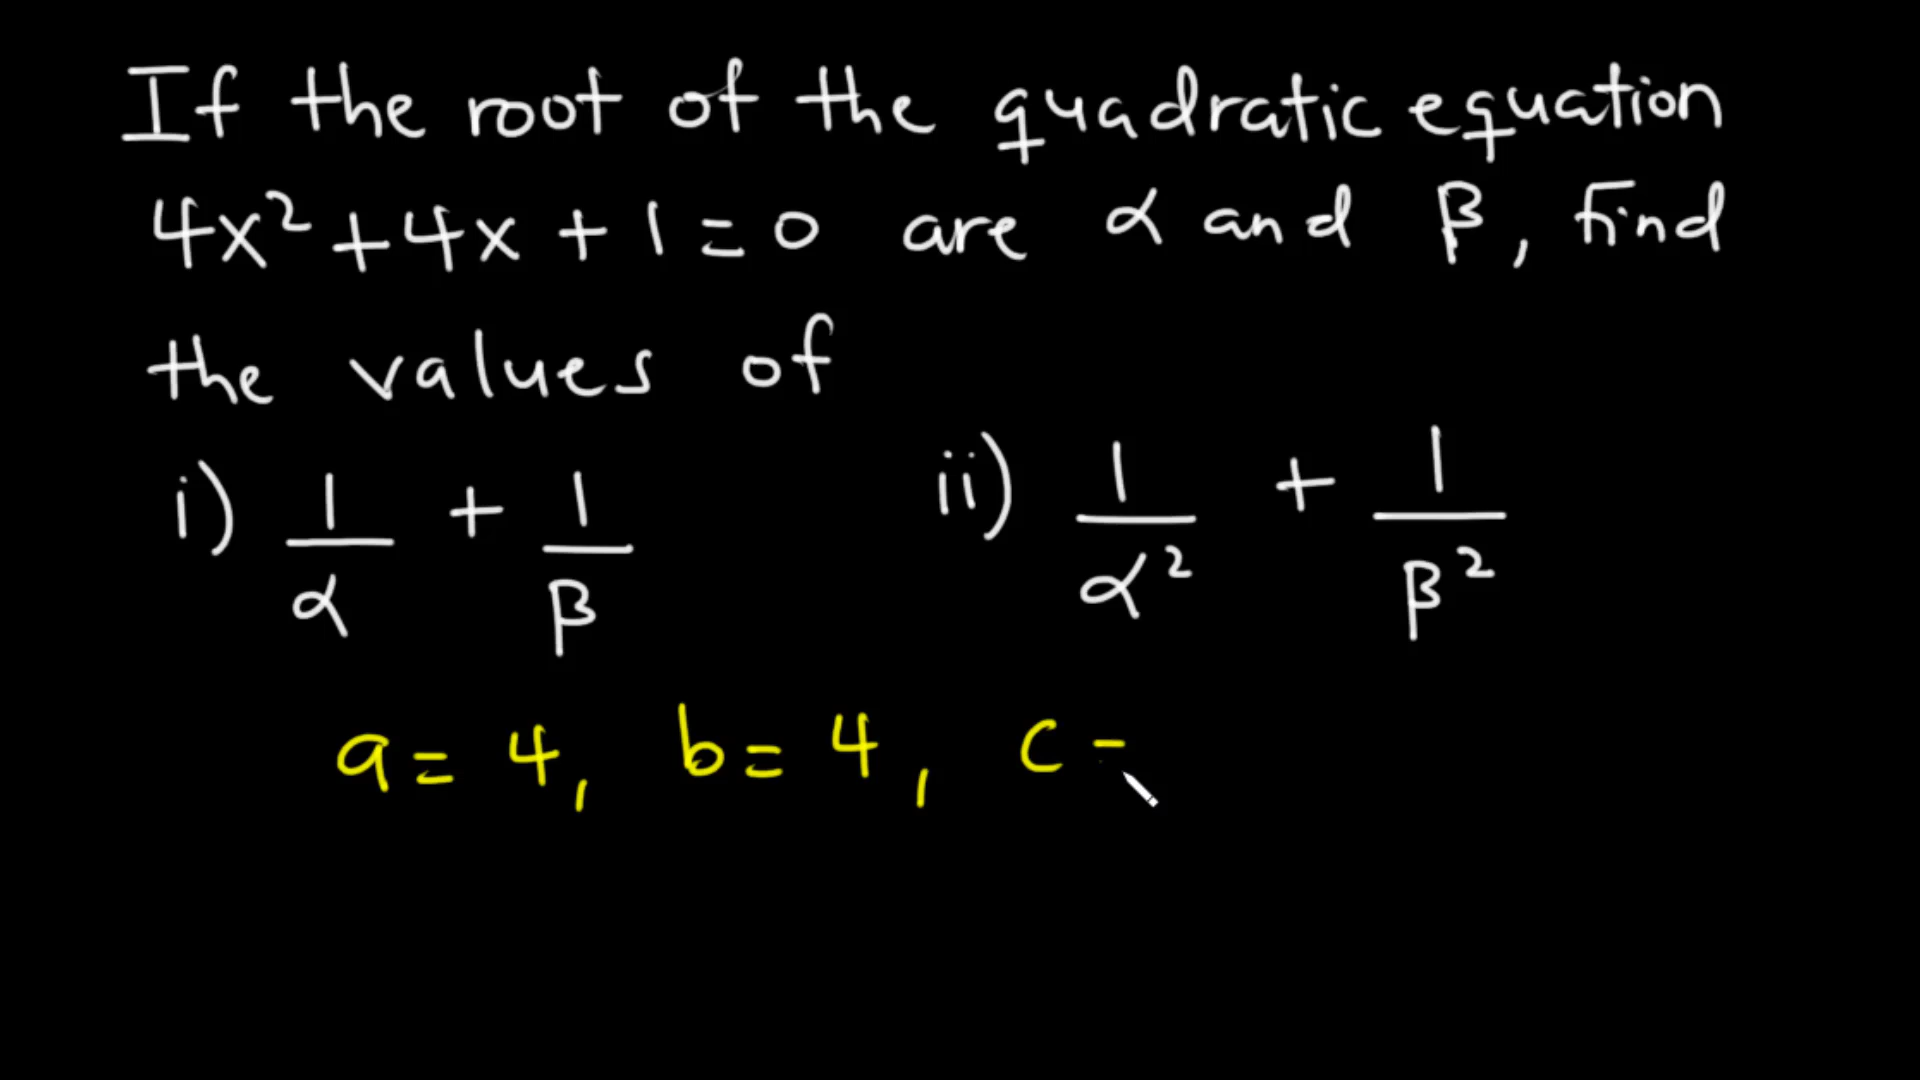 If the root of the quadratic equation
4x² + 4x + 1 = 0 are α and β, find
the values of
i) 1/α + 1/β ii) 1/α² + 1/β²
a = 4, b = 4, c =